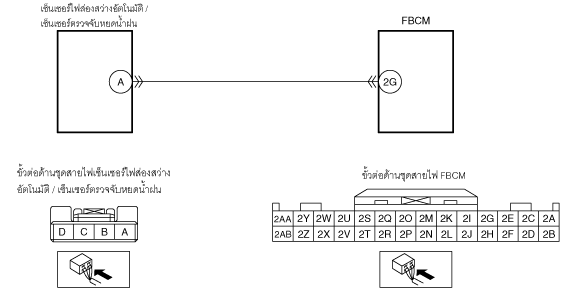 เซ็นเซอร์ไฟส่องสว่างอัตโนมัติ /
เซ็นเซอร์ตรวจจับหยดน้ำฝน
FBCM
A
2G
ขั้วต่อด้านชุดสายไฟเซ็นเซอร์ไฟส่องสว่าง
อัตโนมัติ / เซ็นเซอร์ตรวจจับหยดน้ำฝน
ขั้วต่อด้านชุดสายไฟ FBCM
D C B A
2AA 2Y 2W 2U 2S 2Q 2O 2M 2K 2I 2G 2E 2C 2A
2AB 2Z 2X 2V 2T 2R 2P 2N 2L 2J 2H 2F 2D 2B